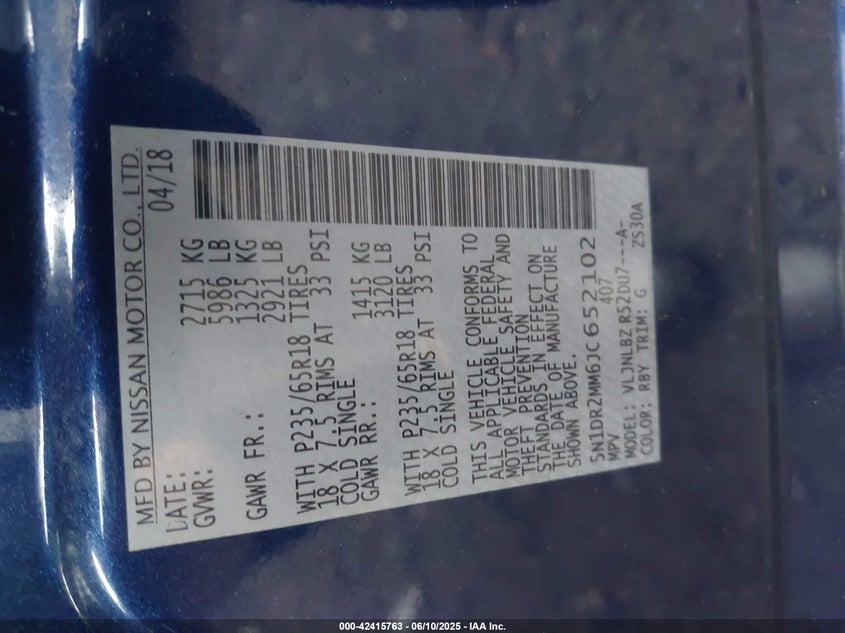 MFD BY NISSAN MOTOR CO., LTD.
DATE: 04/18
GVWR: 2715 KG
5986 LB
GAWR FR.: 1325 KG
2921 LB
WITH P235/65R18 TIRES
18 X 7.5 RIMS AT 33 PSI
COLD SINGLE
GAWR RR.: 1415 KG
3120 LB
WITH P235/65R18 TIRES
18 X 7.5 RIMS AT 33 PSI
COLD SINGLE
THIS VEHICLE CONFORMS TO
ALL APPLICABLE FEDERAL
MOTOR VEHICLE SAFETY AND
THEFT PREVENTION
STANDARDS IN EFFECT ON
THE DATE OF MANUFACTURE
SHOWN ABOVE.
5N1DR2MM6JC652102
MPV 407
MODEL: VLJNLBZ R52DU7---A-
COLOR: RBY TRIM: G ZS30A
000-42415763 - 06/10/2025 - IAA Inc.